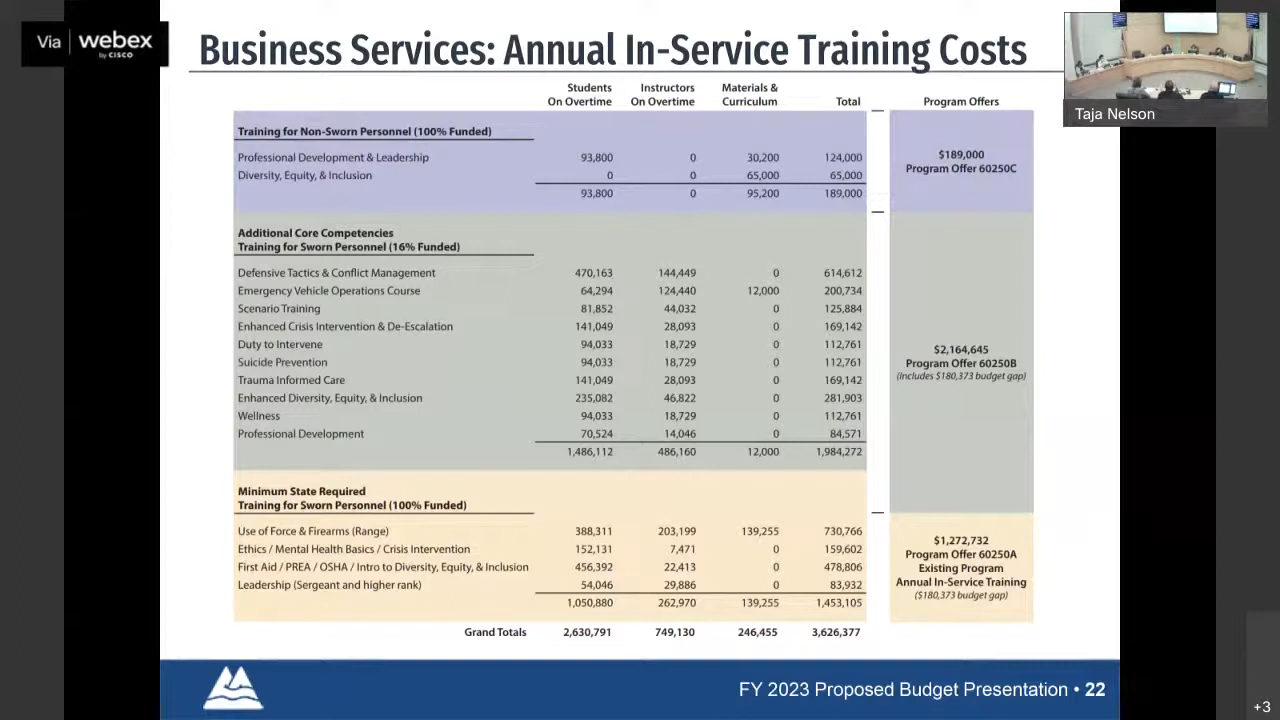 Via webex
by CISCO
Business Services: Annual In-Service Training Costs
Taja Nelson
Students On Overtime Instructors On Overtime Materials & Curriculum Total Program Offers
Training for Non-Sworn Personnel (100% Funded)
Professional Development & Leadership 93,800 0 30,200 124,000
Diversity, Equity, & Inclusion 0 0 65,000 65,000
93,800 0 95,200 189,000
$189,000
Program Offer 60250C
Additional Core Competencies
Training for Sworn Personnel (16% Funded)
Defensive Tactics & Conflict Management 470,163 144,449 0 614,612
Emergency Vehicle Operations Course 64,294 124,440 12,000 200,734
Scenario Training 81,852 44,032 0 125,884
Enhanced Crisis Intervention & De-Escalation 141,049 28,093 0 169,142
Duty to Intervene 94,033 18,729 0 112,761
Suicide Prevention 94,033 18,729 0 112,761
Trauma Informed Care 141,049 28,093 0 169,142
Enhanced Diversity, Equity, & Inclusion 235,082 46,822 0 281,903
Wellness 94,033 18,729 0 112,761
Professional Development 70,524 14,046 0 84,571
1,486,112 486,160 12,000 1,984,272
$2,164,645
Program Offer 60250B
(Includes $180,373 budget gap)
Minimum State Required
Training for Sworn Personnel (100% Funded)
Use of Force & Firearms (Range) 388,311 203,199 139,255 730,766
Ethics / Mental Health Basics / Crisis Intervention 152,131 7,471 0 159,602
First Aid / PREA / OSHA / Intro to Diversity, Equity, & Inclusion 456,392 22,413 0 478,806
Leadership (Sergeant and higher rank) 54,046 29,886 0 83,932
1,050,880 262,970 139,255 1,453,105
$1,272,732
Program Offer 60250A
Existing Program
Annual In-Service Training
($180,373 budget gap)
Grand Totals 2,630,791 749,130 246,455 3,626,377
FY 2023 Proposed Budget Presentation • 22
+3